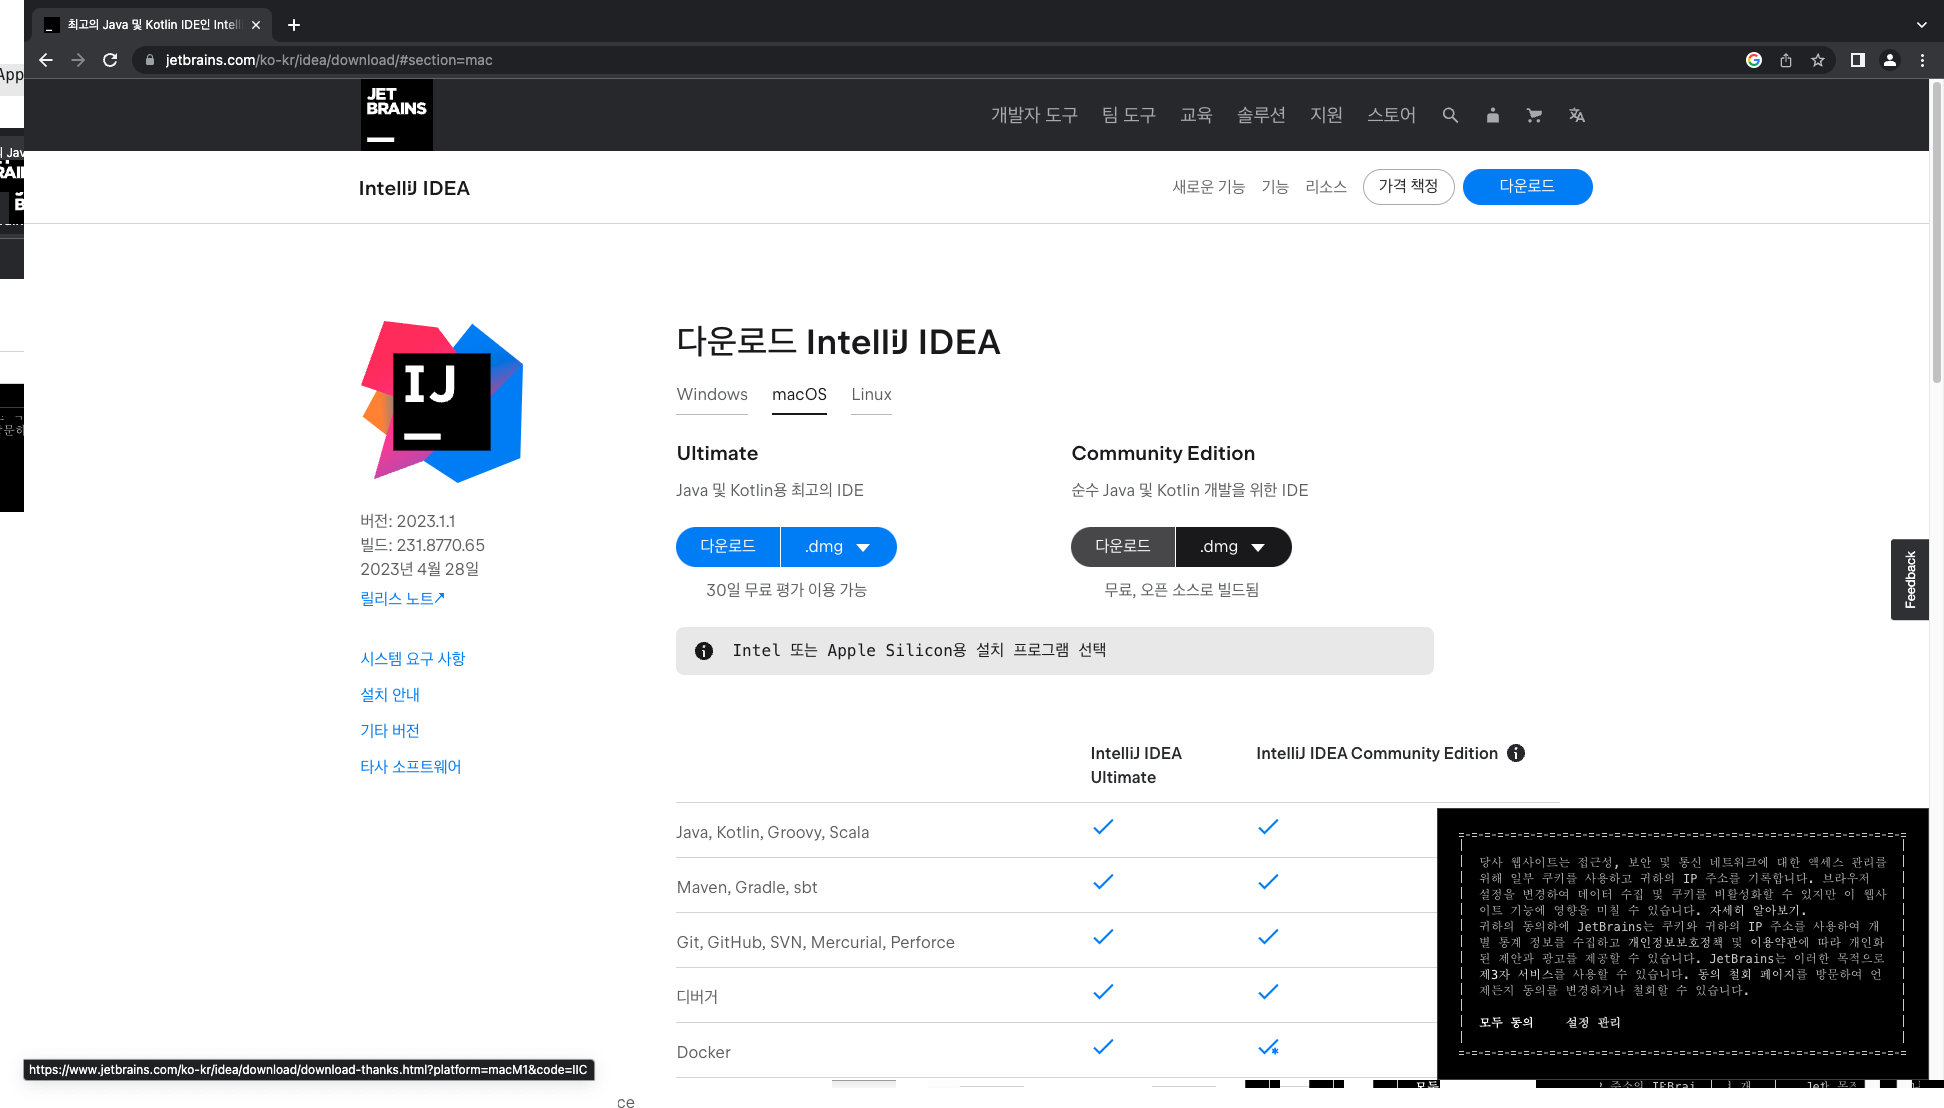 최고의 Java 및 Kotlin IDE인 Intelli
jetbrains.com/ko-kr/idea/download/#section=mac
App
JET
BRAINS
개발자 도구 팀 도구 교육 솔루션 지원 스토어
IntelliJ IDEA
새로운 기능 기능 리소스 가격 책정 다운로드
IJ
다운로드 IntelliJ IDEA
Windows macOS Linux
Ultimate
Java 및 Kotlin용 최고의 IDE
다운로드 .dmg
30일 무료 평가 이용 가능
Community Edition
순수 Java 및 Kotlin 개발을 위한 IDE
다운로드 .dmg
무료, 오픈 소스로 빌드됨
버전: 2023.1.1
빌드: 231.8770.65
2023년 4월 28일
릴리스 노트↗
시스템 요구 사항
설치 안내
기타 버전
타사 소프트웨어
Intel 또는 Apple Silicon용 설치 프로그램 선택
Feedback
IntelliJ IDEA Ultimate
IntelliJ IDEA Community Edition
Java, Kotlin, Groovy, Scala
Maven, Gradle, sbt
Git, GitHub, SVN, Mercurial, Perforce
디버거
Docker
당사 웹사이트는 접근성, 보안 및 통신 네트워크에 대한 액세스 관리를
위해 일부 쿠키를 사용하고 귀하의 IP 주소를 기록합니다. 브라우저
설정을 변경하여 데이터 수집 및 쿠키를 비활성화할 수 있지만 이 웹사
이트 기능에 영향을 미칠 수 있습니다. 자세히 알아보기.
귀하의 동의하에 JetBrains는 쿠키와 귀하의 IP 주소를 사용하여 개
별 통계 정보를 수집하고 개인정보보호정책 및 이용약관에 따라 개인화
된 제안과 광고를 제공할 수 있습니다. JetBrains는 이러한 목적으로
제3자 서비스를 사용할 수 있습니다. 동의 철회 페이지를 방문하여 언
제든지 동의를 변경하거나 철회할 수 있습니다.
모두 동의 설정 관리
https://www.jetbrains.com/ko-kr/idea/download/download-thanks.html?platform=macM1&code=IIC
ce